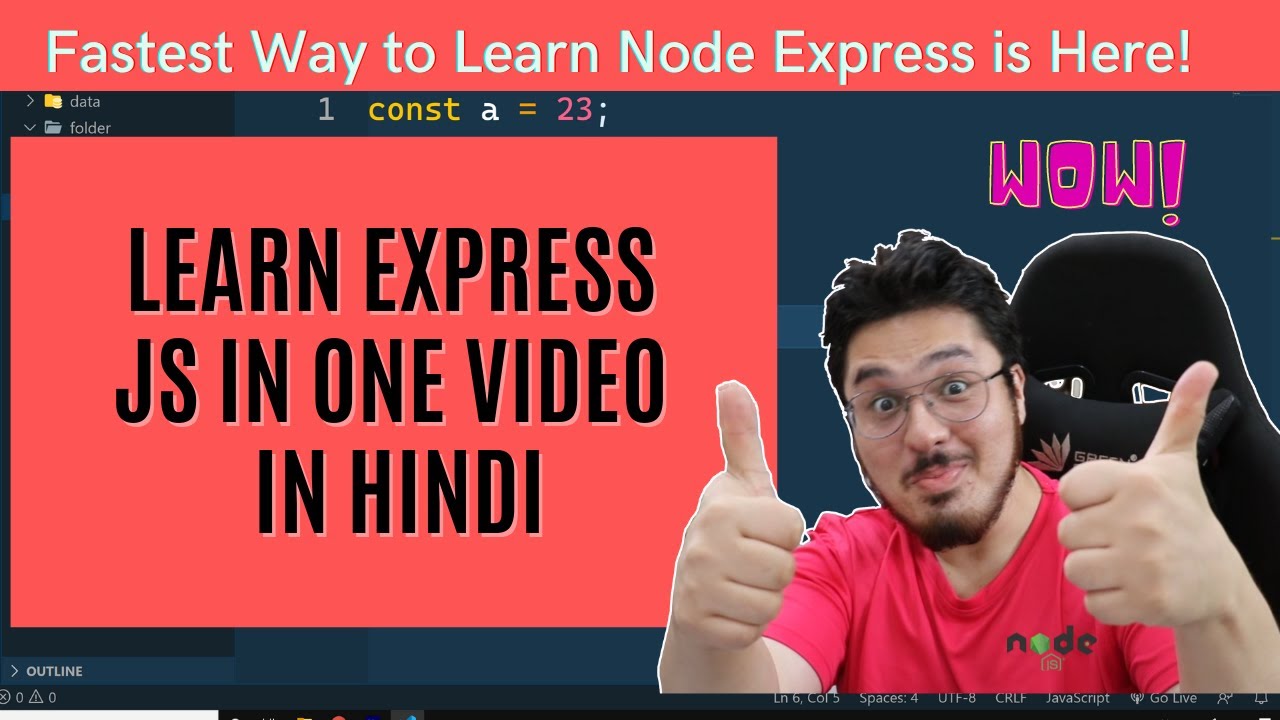 Fastest Way to Learn Node Express is Here!
data
folder
1 const a = 23;
WOW!
LEARN EXPRESS
JS IN ONE VIDEO
IN HINDI
GREEN
node
JS
OUTLINE
0 0
Ln 6, Col 5 Spaces: 4 UTF-8 CRLF JavaScript Go Live